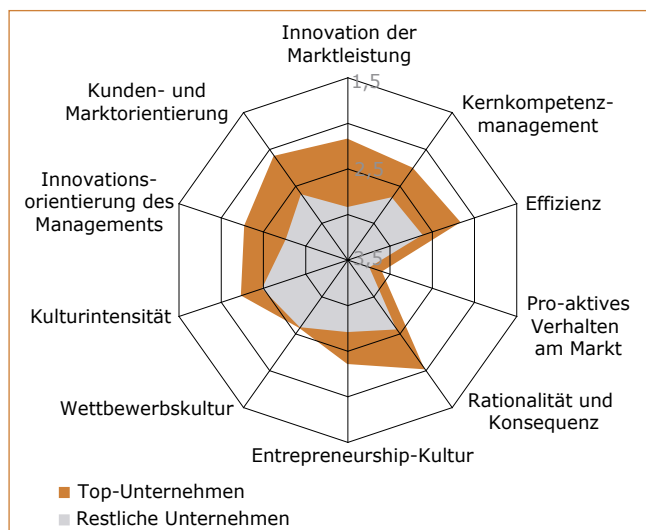 Innovation der
Marktleistung
1,5
Kunden- und
Marktorientierung
Kernkompetenz-
management
2,5
Innovations-
orientierung des
Managements
Effizienz
3,5
Kulturintensität
Pro-aktives
Verhalten
am Markt
Wettbewerbskultur
Rationalität und
Konsequenz
Entrepreneurship-Kultur
Top-Unternehmen
Restliche Unternehmen